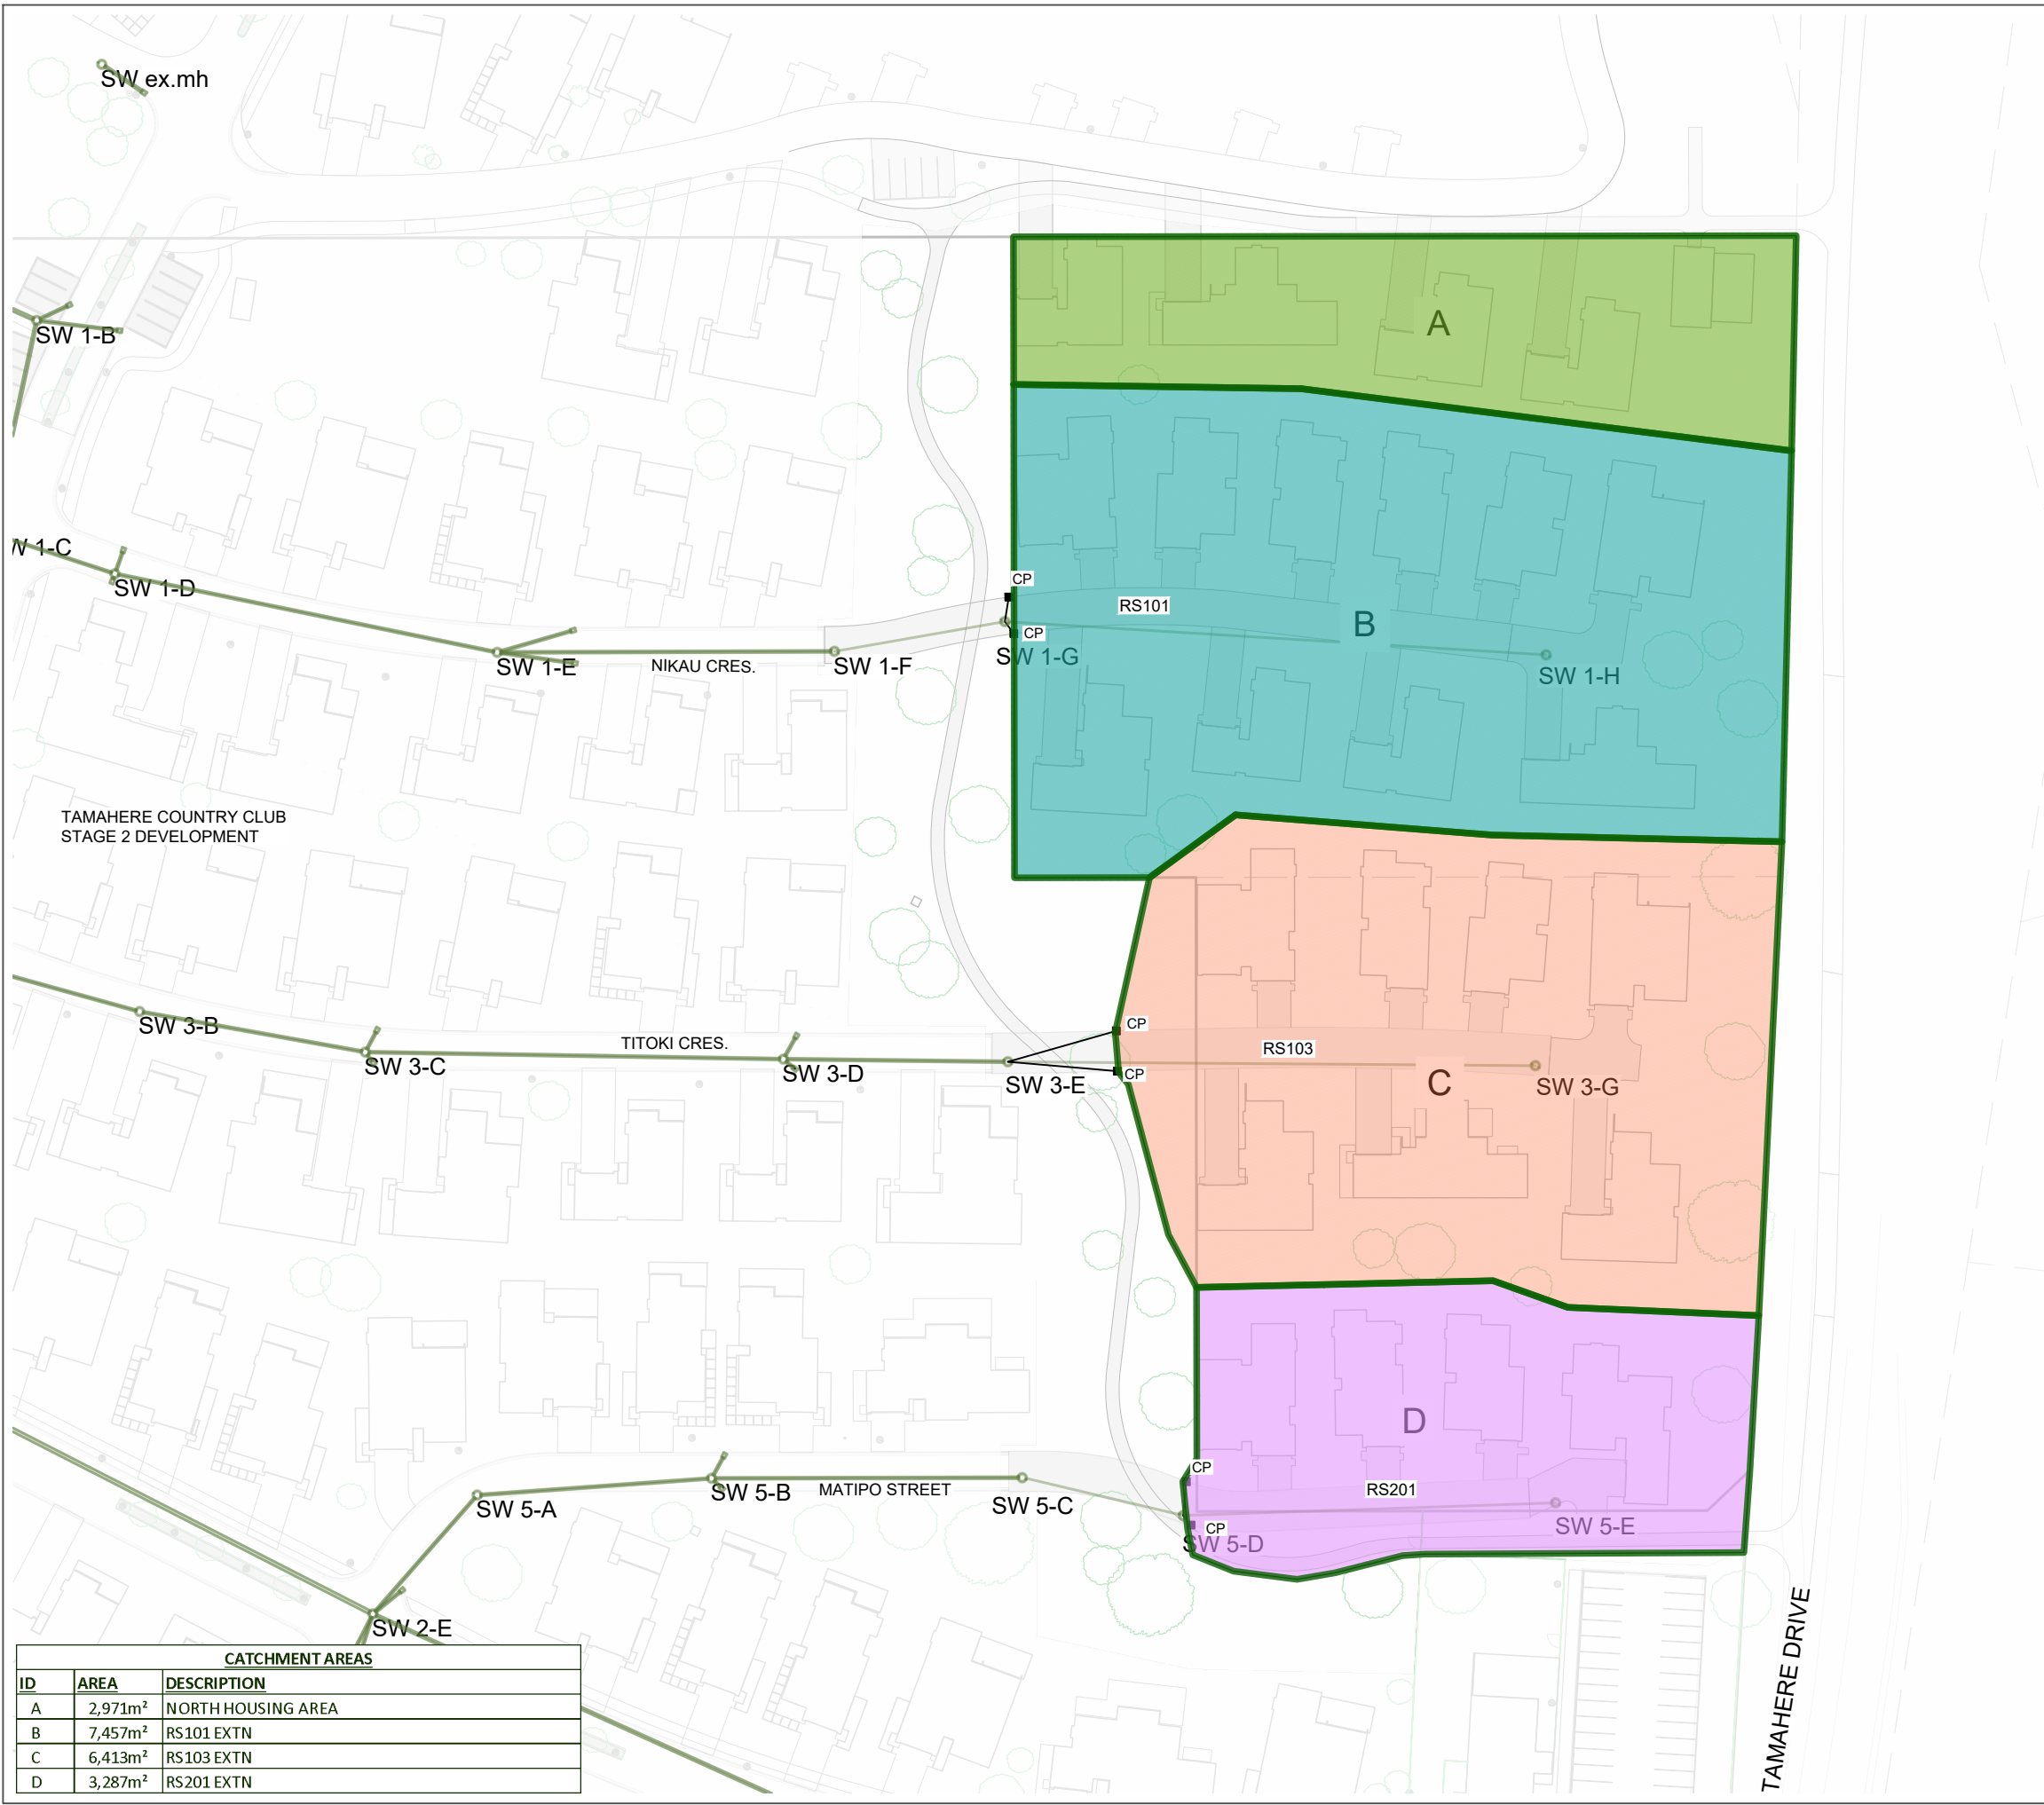 SW ex.mh
A
SW 1-B
W 1-C
CP
SW 1-D
RS101
B
CP
SW 1-E
NIKAU CRES.
SW 1-F
SW 1-G
SW 1-H
TAMAHERE COUNTRY CLUB
STAGE 2 DEVELOPMENT
SW 3-B
CP
TITOKI CRES.
RS103
SW 3-C
SW 3-D
CP
SW 3-E
C
SW 3-G
D
CP
SW 5-A
SW 5-B
MATIPO STREET
SW 5-C
RS201
CP
SW 5-D
SW 5-E
SW 2-E
TAMAHERE DRIVE
CATCHMENT AREAS
ID AREA DESCRIPTION
A 2,971m² NORTH HOUSING AREA
B 7,457m² RS101 EXTN
C 6,413m² RS103 EXTN
D 3,287m² RS201 EXTN